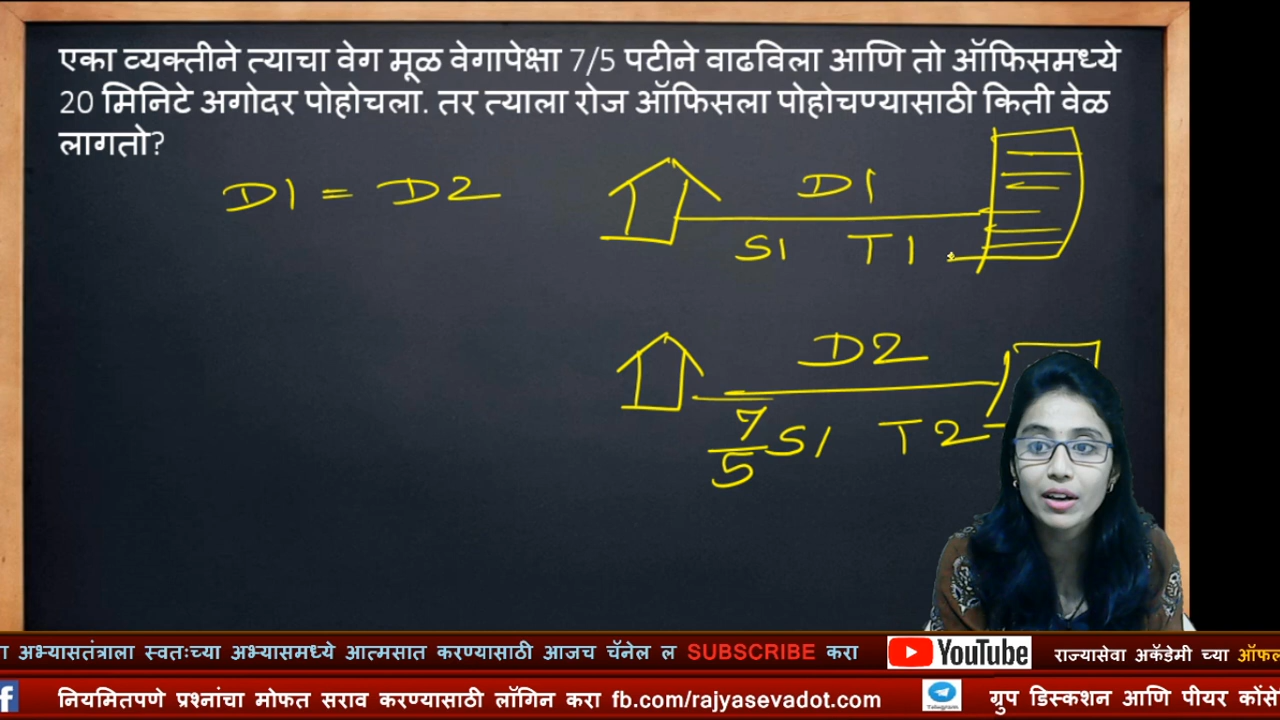 एका व्यक्तीने त्याचा वेग मूळ वेगापेक्षा 7/5 पटीने वाढविला आणि तो ऑफिसमध्ये
20 मिनिटे अगोदर पोहोचला. तर त्याला रोज ऑफिसला पोहोचण्यासाठी किती वेळ
लागतो?
D1 = D2
D1
S1 T1
D2
7/5 S1 T2
अभ्यासतंत्राला स्वतःच्या अभ्यासमध्ये आत्मसात करण्यासाठी आजच चॅनेल ल SUBSCRIBE करा
YouTube
राज्यासेवा अकॅडेमी च्या ऑफल
f
नियमितपणे प्रश्नांचा मोफत सराव करण्यासाठी लॉगिन करा fb.com/rajyasevadot.com
Telegram
ग्रुप डिस्कशन आणि पीयर कोंसे